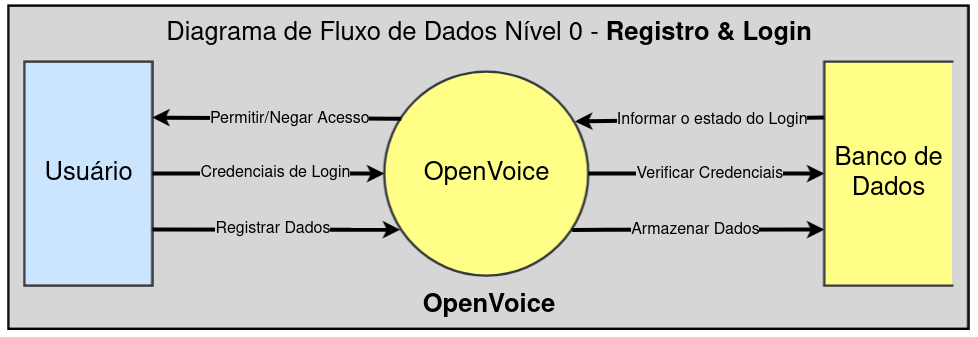 Diagrama de Fluxo de Dados Nível 0 - Registro & Login
Usuário
Permitir/Negar Acesso
Credenciais de Login
Registrar Dados
OpenVoice
Informar o estado do Login
Verificar Credenciais
Armazenar Dados
Banco de
Dados
OpenVoice